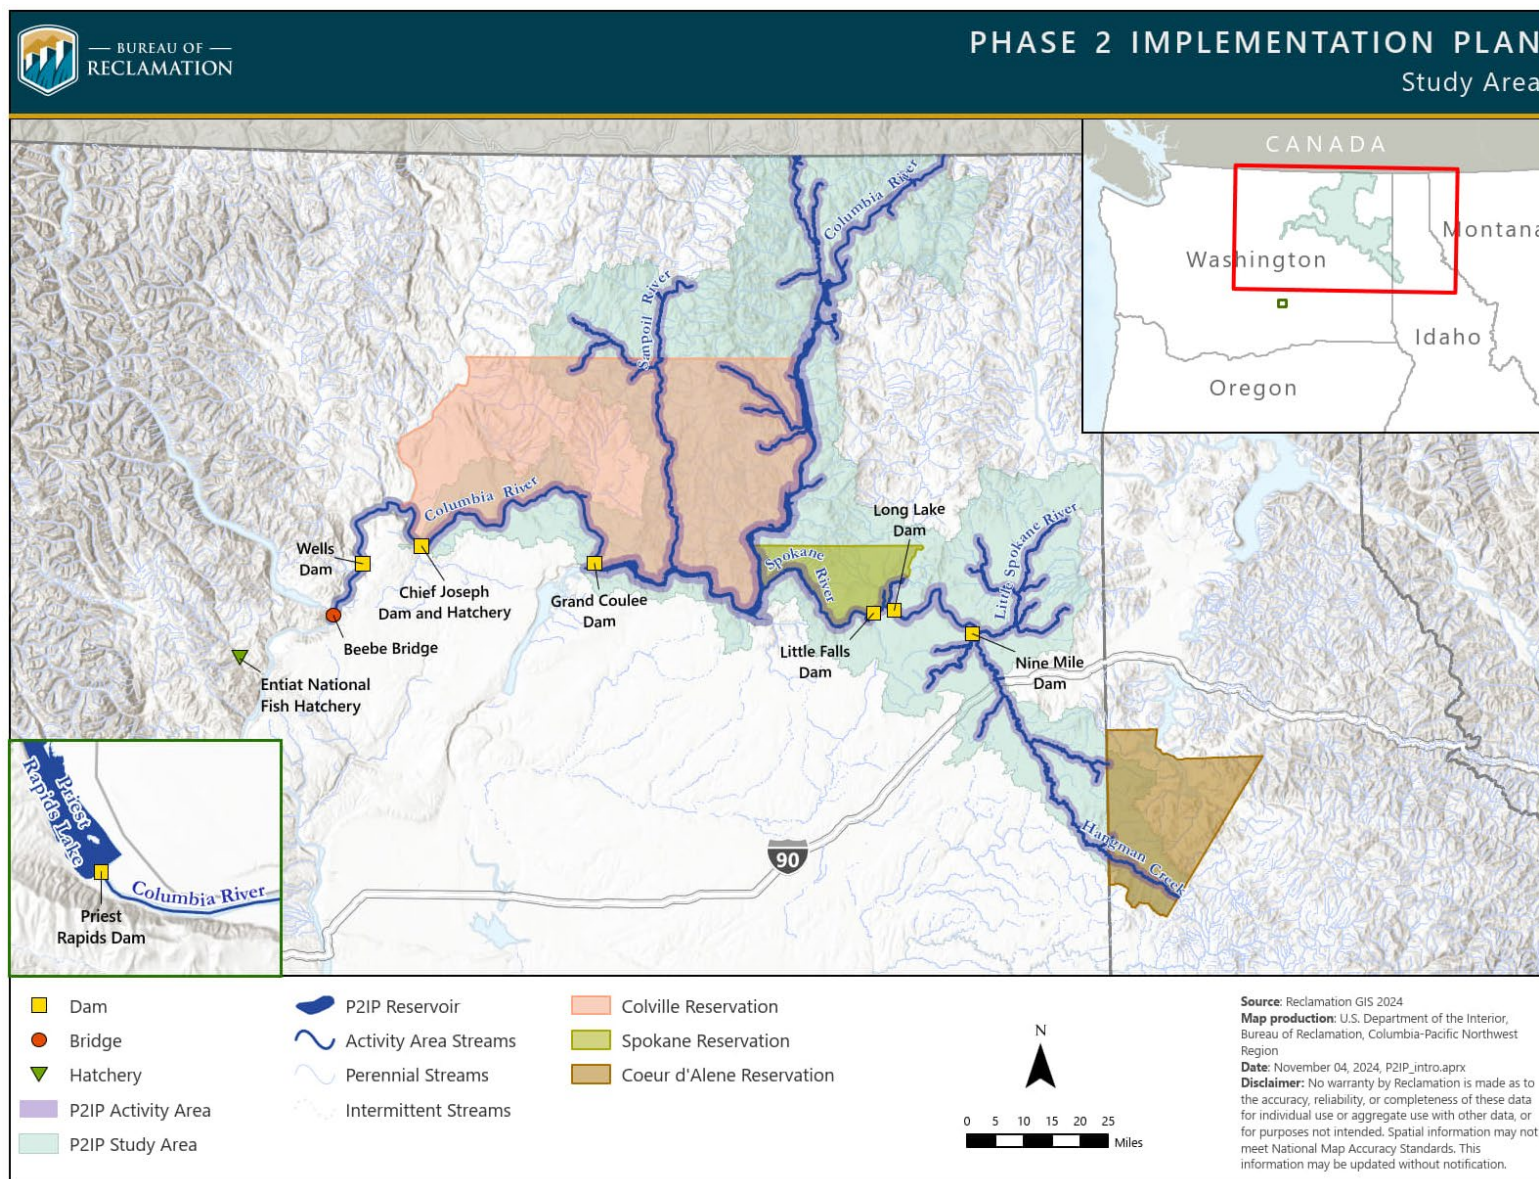 BUREAU OF
RECLAMATION
PHASE 2 IMPLEMENTATION PLAN
Study Area
CANADA
Washington
Montana
Idaho
Oregon
Columbia River
Sanpoil River
Columbia River
Long Lake
Dam
Little Spokane River
Spokane
River
Wells
Dam
Chief Joseph
Dam and Hatchery
Grand Coulee
Dam
Beebe Bridge
Little Falls
Dam
Nine Mile
Dam
Entiat National
Fish Hatchery
Hangman Creek
90
Priest
Rapids Lake
Columbia River
Priest
Rapids Dam
Dam
Bridge
Hatchery
P2IP Activity Area
P2IP Study Area
P2IP Reservoir
Activity Area Streams
Perennial Streams
Intermittent Streams
Colville Reservation
Spokane Reservation
Coeur d'Alene Reservation
N
0 5 10 15 20 25
Miles
Source: Reclamation GIS 2024
Map production: U.S. Department of the Interior,
Bureau of Reclamation, Columbia-Pacific Northwest
Region
Date: November 04, 2024, P2IP_intro.aprx
Disclaimer: No warranty by Reclamation is made as to
the accuracy, reliability, or completeness of these data
for individual use or aggregate use with other data, or
for purposes not intended. Spatial information may not
meet National Map Accuracy Standards. This
information may be updated without notification.